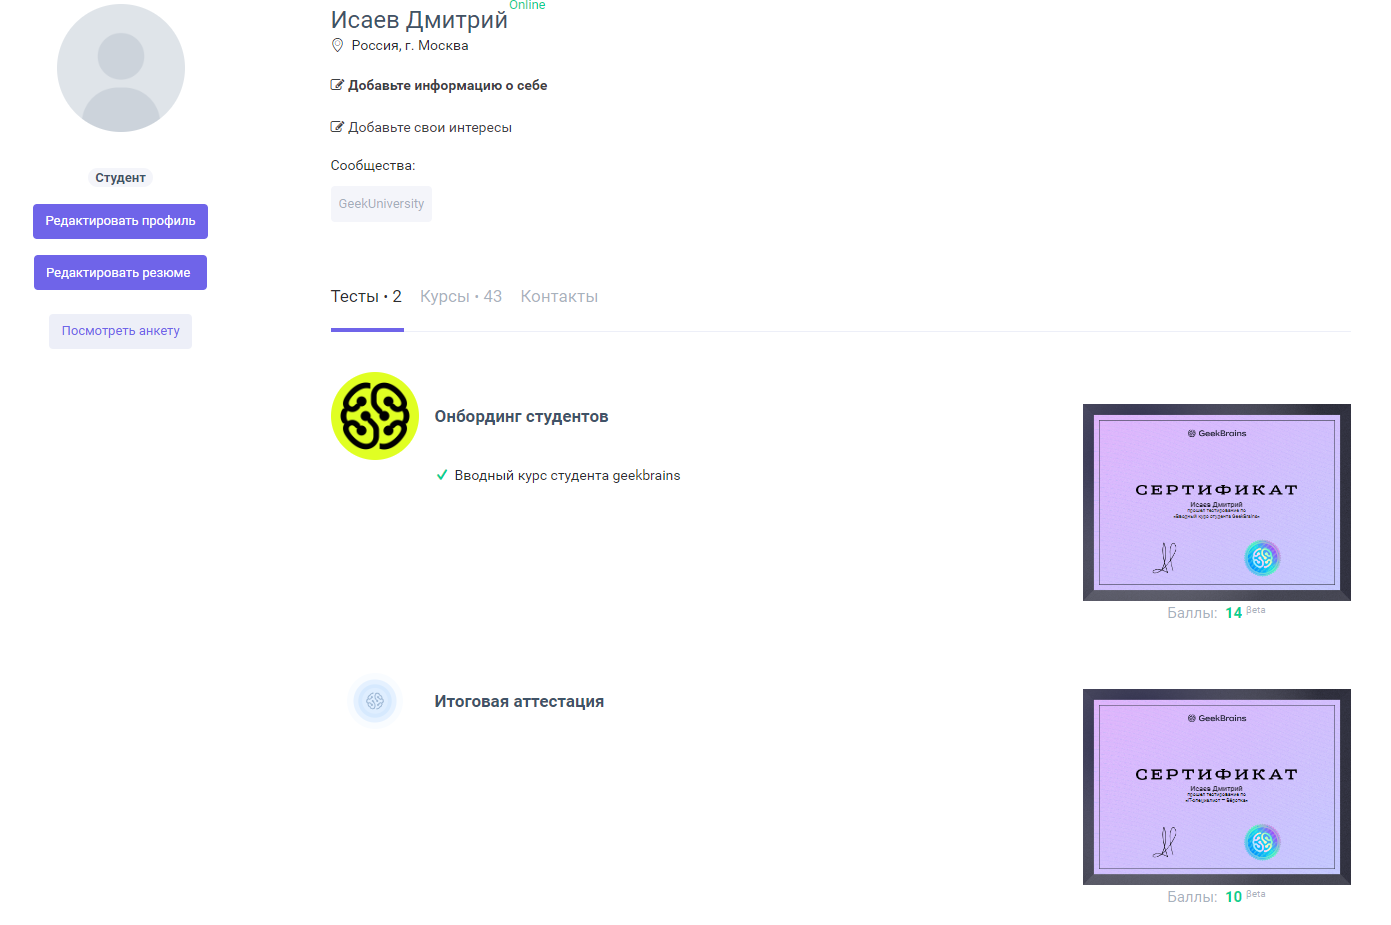 Online
Исаев Дмитрий
Россия, г. Москва
Добавьте информацию о себе
Добавьте свои интересы
Сообщества:
GeekUniversity
Студент
Редактировать профиль
Редактировать резюме
Посмотреть анкету
Тесты • 2 Курсы • 43 Контакты
Онбординг студентов
Вводный курс студента geekbrains
GeekBrains
СЕРТИФИКАТ
Исаев Дмитрий
прошел тестирование по
«Вводный курс студента GeekBrains»
Баллы: 14 βeta
Итоговая аттестация
GeekBrains
СЕРТИФИКАТ
Исаев Дмитрий
прошел тестирование по
Баллы: 10 βeta